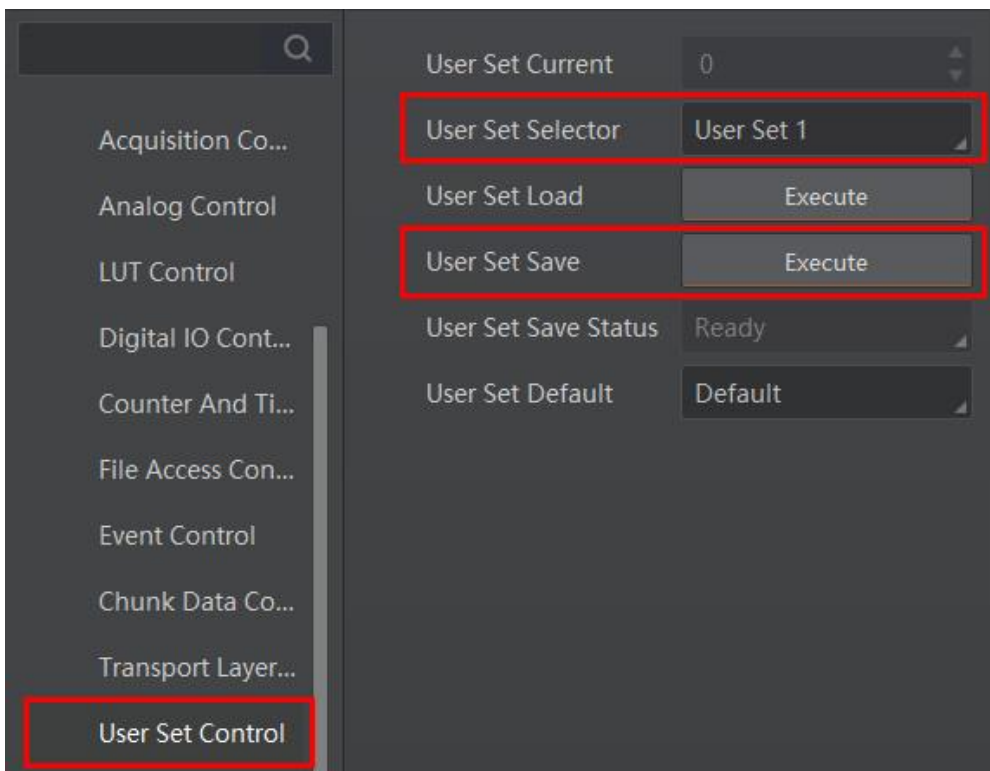 Acquisition Co...
Analog Control
LUT Control
Digital IO Cont...
Counter And Ti...
File Access Con...
Event Control
Chunk Data Co...
Transport Layer...
User Set Control
User Set Current 0
User Set Selector User Set 1
User Set Load Execute
User Set Save Execute
User Set Save Status Ready
User Set Default Default